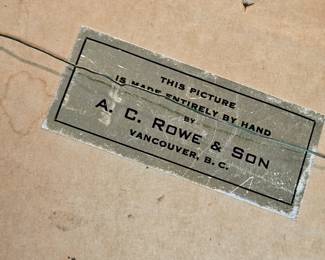 THIS PICTURE
IS MADE ENTIRELY BY HAND
BY
A. C. ROWE & SON
VANCOUVER, B. C.